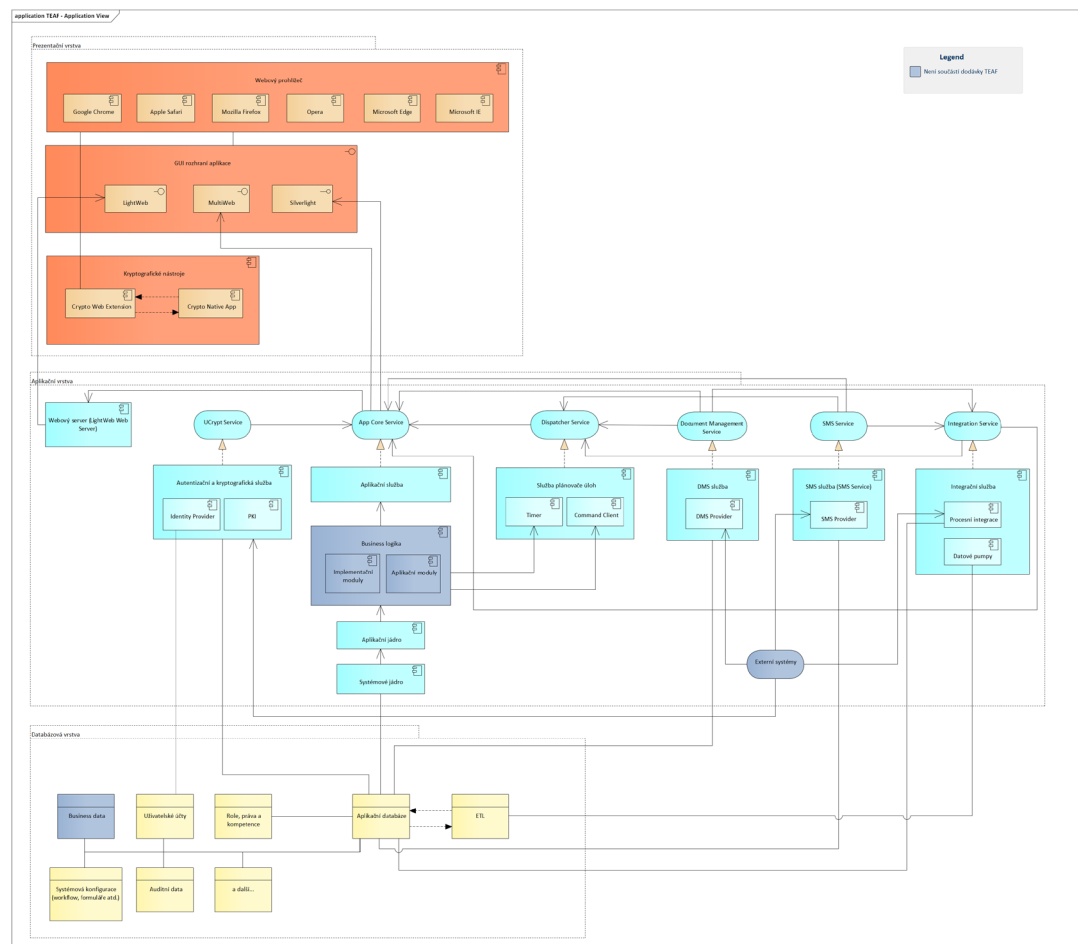 application TEAF - Application View
Prezentační vrstva
Legend
Není součástí dodávky TEAF
Webový prohlížeč
Google Chrome
Apple Safari
Mozilla Firefox
Opera
Microsoft Edge
Microsoft IE
GUI rozhraní aplikace
LightWeb
MultiWeb
Silverlight
Kryptografické nástroje
Crypto Web Extension
Crypto Native App
Aplikační vrstva
Webový server (LightWeb Web
Server)
UCrypt Service
App Core Service
Dispatcher Service
Document Management
Service
SMS Service
Integration Service
Autentizační a kryptografická služba
Identity Provider
PKI
Aplikační služba
Služba plánovače úloh
Timer
Command Client
DMS služba
DMS Provider
SMS služba (SMS Service)
SMS Provider
Integrační služba
Procesní integrace
Datové pumpy
Business logika
Implementační
moduly
Aplikační moduly
Aplikační jádro
Systémové jádro
Externí systémy
Databázová vrstva
Business data
Uživatelské účty
Role, práva a
kompetence
Aplikační databáze
ETL
Systémová konfigurace
(workflow, formuláře atd.)
Auditní data
a další...